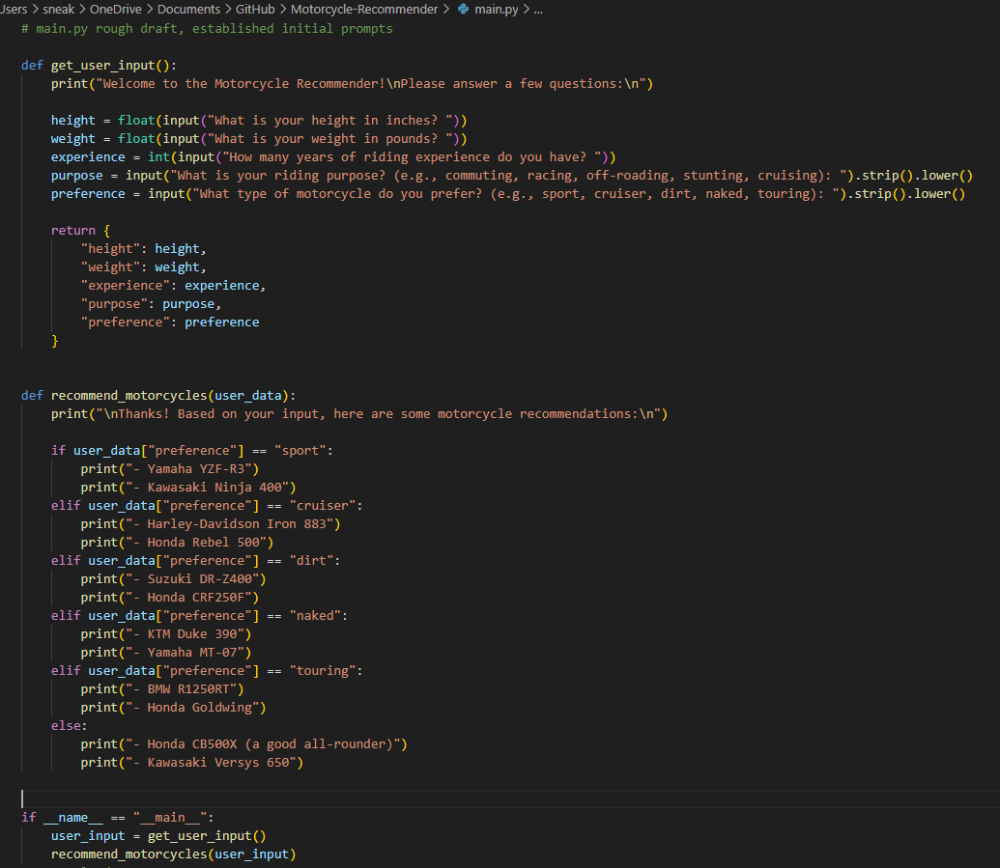 Users > sneak > OneDrive > Documents > GitHub > Motorcycle-Recommender > main.py > ...
# main.py rough draft, established initial prompts
def get_user_input():
    print("Welcome to the Motorcycle Recommender!\nPlease answer a few questions:\n")
    height = float(input("What is your height in inches? "))
    weight = float(input("What is your weight in pounds? "))
    experience = int(input("How many years of riding experience do you have? "))
    purpose = input("What is your riding purpose? (e.g., commuting, racing, off-roading, stunting, cruising): ").strip().lower()
    preference = input("What type of motorcycle do you prefer? (e.g., sport, cruiser, dirt, naked, touring): ").strip().lower()
    return {
        "height": height,
        "weight": weight,
        "experience": experience,
        "purpose": purpose,
        "preference": preference
    }
def recommend_motorcycles(user_data):
    print("\nThanks! Based on your input, here are some motorcycle recommendations:\n")
    if user_data["preference"] == "sport":
        print("- Yamaha YZF-R3")
        print("- Kawasaki Ninja 400")
    elif user_data["preference"] == "cruiser":
        print("- Harley-Davidson Iron 883")
        print("- Honda Rebel 500")
    elif user_data["preference"] == "dirt":
        print("- Suzuki DR-Z400")
        print("- Honda CRF250F")
    elif user_data["preference"] == "naked":
        print("- KTM Duke 390")
        print("- Yamaha MT-07")
    elif user_data["preference"] == "touring":
        print("- BMW R1250RT")
        print("- Honda Goldwing")
    else:
        print("- Honda CB500X (a good all-rounder)")
        print("- Kawasaki Versys 650")
if __name__ == "__main__":
    user_input = get_user_input()
    recommend_motorcycles(user_input)